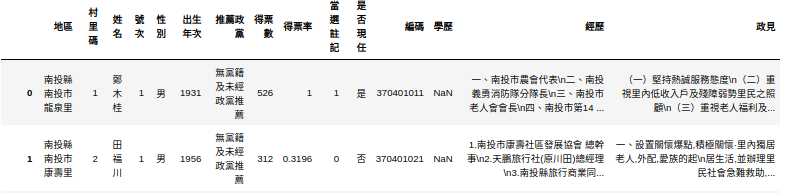 地區 村里碼 姓名 號次 性別 出生年次 推薦政黨 得票數 得票率 當選註記 是否現任 編碼 學歷 經歷 政見
0 南投縣南投市龍泉里 1 鄭木桂 1 男 1931 無黨籍及未經政黨推薦 526 1 1 是 370401011 NaN 一、南投市農會代表\n二、南投義勇消防隊分隊長\n三、南投市老人會會長\n四、南投市第14 ... （一）堅持熱誠服務態度\n（二）重視里內低收入戶及殘障弱勢里民之照顧\n（三）重視老人福利及...
1 南投縣南投市康壽里 2 田福川 1 男 1956 無黨籍及未經政黨推薦 312 0.3196 0 否 370401021 NaN 1.南投市康壽社區發展協會 總幹事\n2.天鵬旅行社(原川田)總經理\n3.南投縣旅行商業同... 一、設置關懷爆點,積極關懷‧里內獨居老人,外配,愛族的起\n居生活,並辦理里民社會急難救助,...